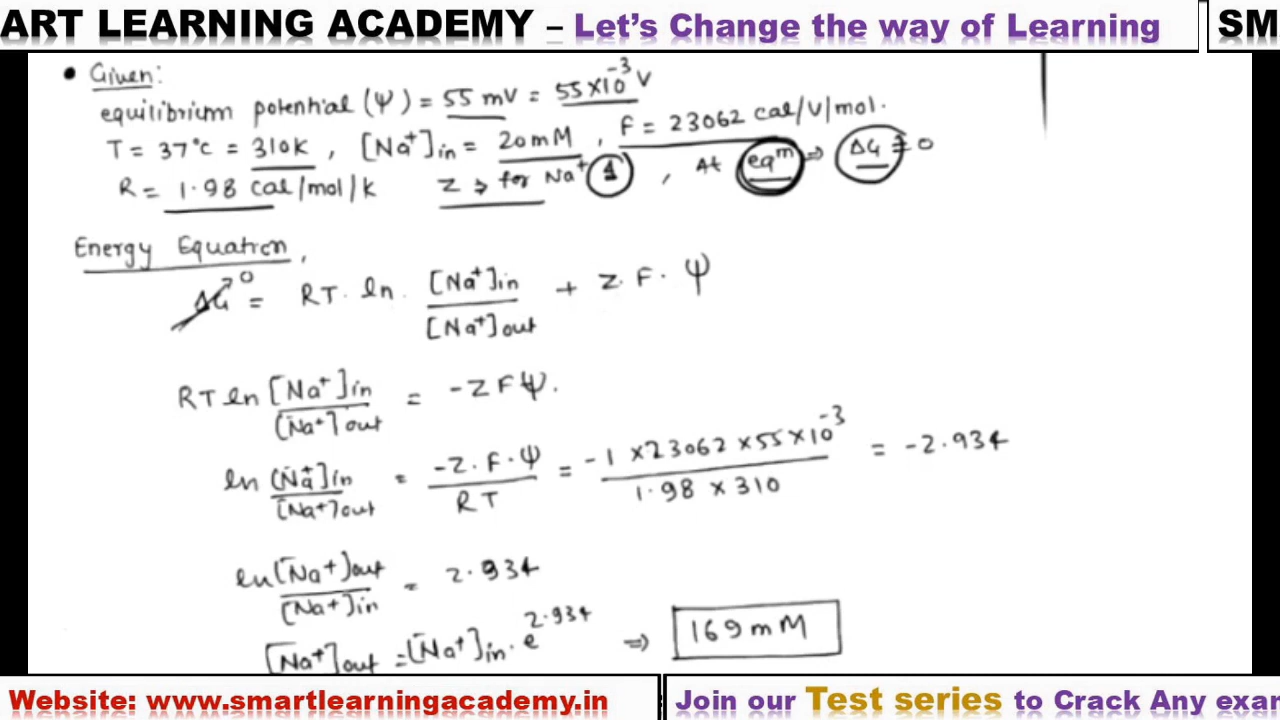 ART LEARNING ACADEMY – Let's Change the way of Learning SM
• Given:
equilibrium potential (Ψ) = 55 mV = 55×10⁻³ V
T = 37°C = 310K , [Na⁺]in = 20mM , F = 23062 cal/V/mol.
R = 1.98 cal/mol/K Z → for Na⁺ 1 , At eqᵐ ⇒ ΔG = 0
Energy Equation,
ΔG↗0 = RT. ln. [Na⁺]in / [Na⁺]out + Z. F. Ψ
RT ln [Na⁺]in / [Na⁺]out = -ZFΨ.
ln [Na⁺]in / [Na⁺]out = -Z.F.Ψ / RT = -1 ×23062 ×55×10⁻³ / 1.98 × 310 = -2.934
ln [Na⁺]out / [Na⁺]in = 2.934
[Na⁺]out = [Na⁺]in. e^2.934 ⇒ 169 mM
Website: www.smartlearningacademy.in : Join our Test series to Crack Any exa